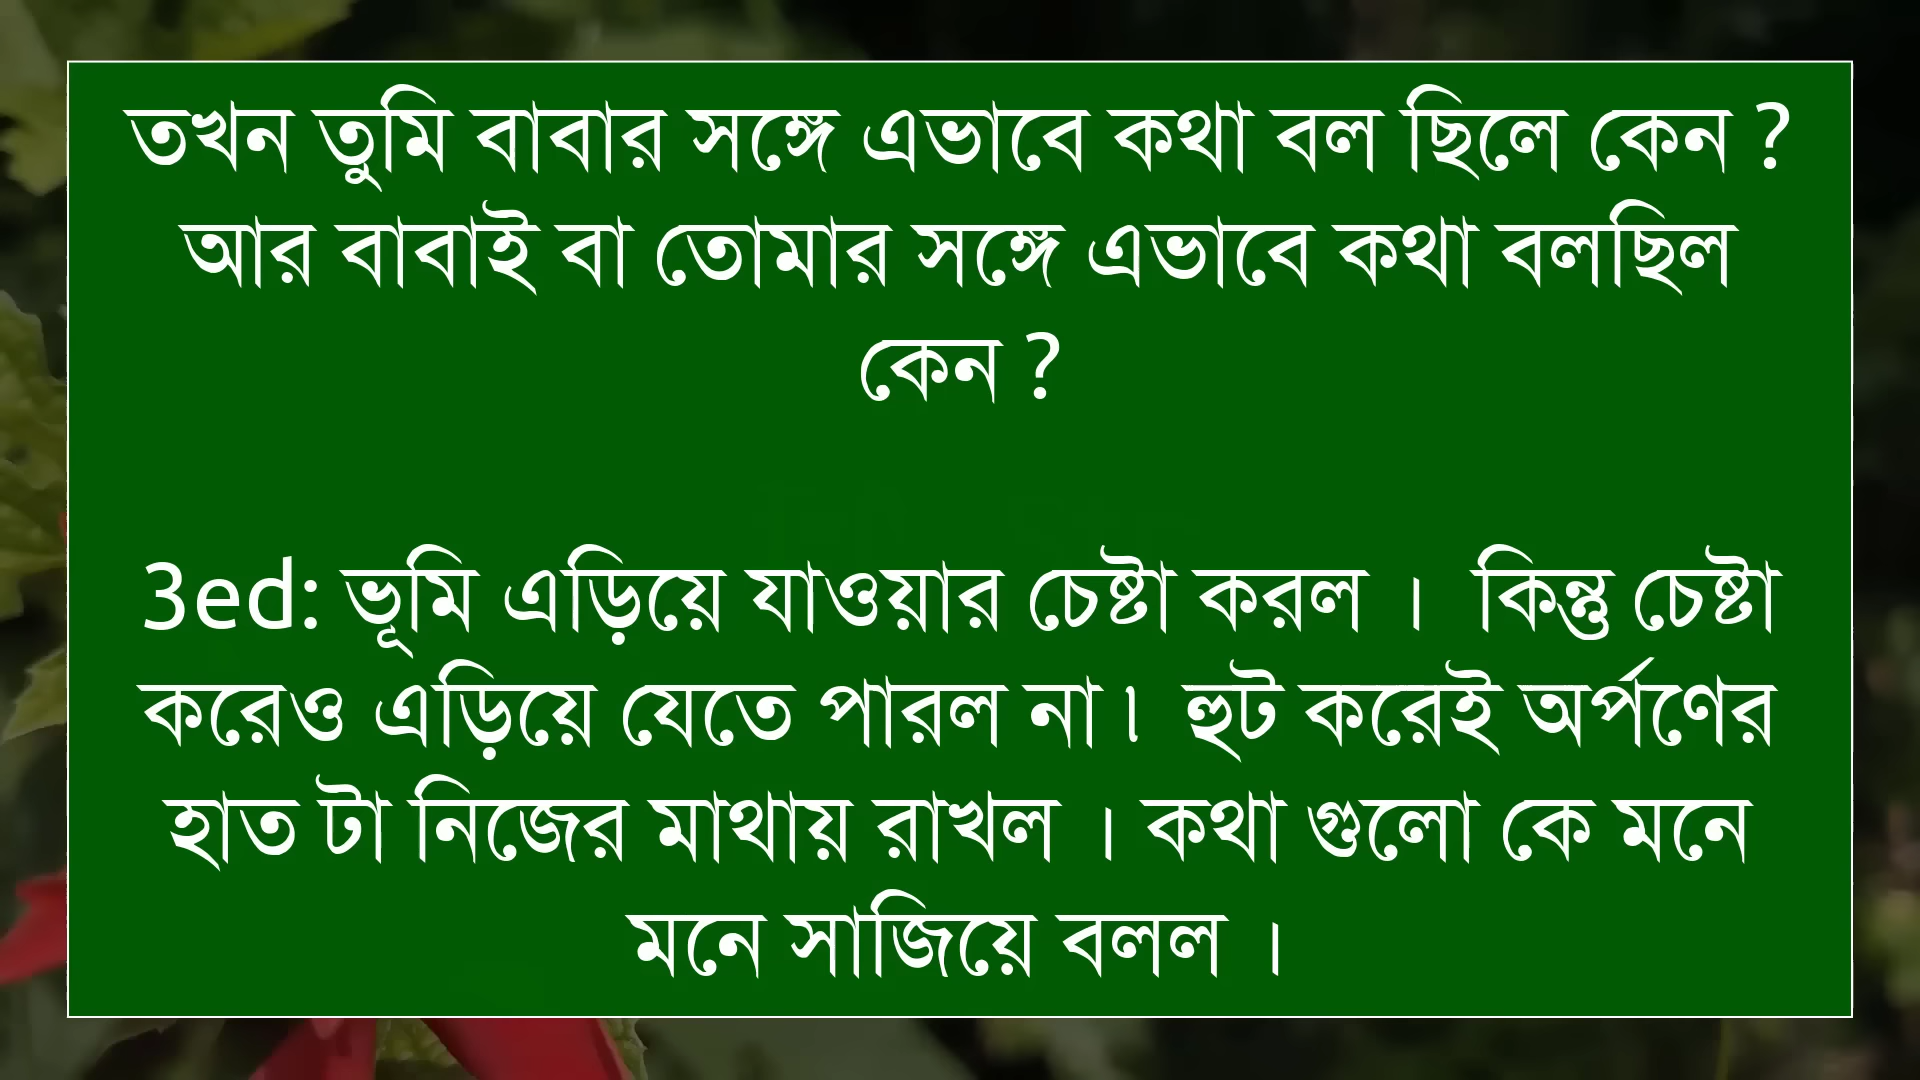 তখন তুমি বাবার সঙ্গে এভাবে কথা বল ছিলে কেন ?
আর বাবাই বা তোমার সঙ্গে এভাবে কথা বলছিল
কেন ?
3ed: ভূমি এড়িয়ে যাওয়ার চেষ্টা করল । কিন্তু চেষ্টা
করেও এড়িয়ে যেতে পারল না। হুট করেই অর্পণের
হাত টা নিজের মাথায় রাখল । কথা গুলো কে মনে
মনে সাজিয়ে বলল ।